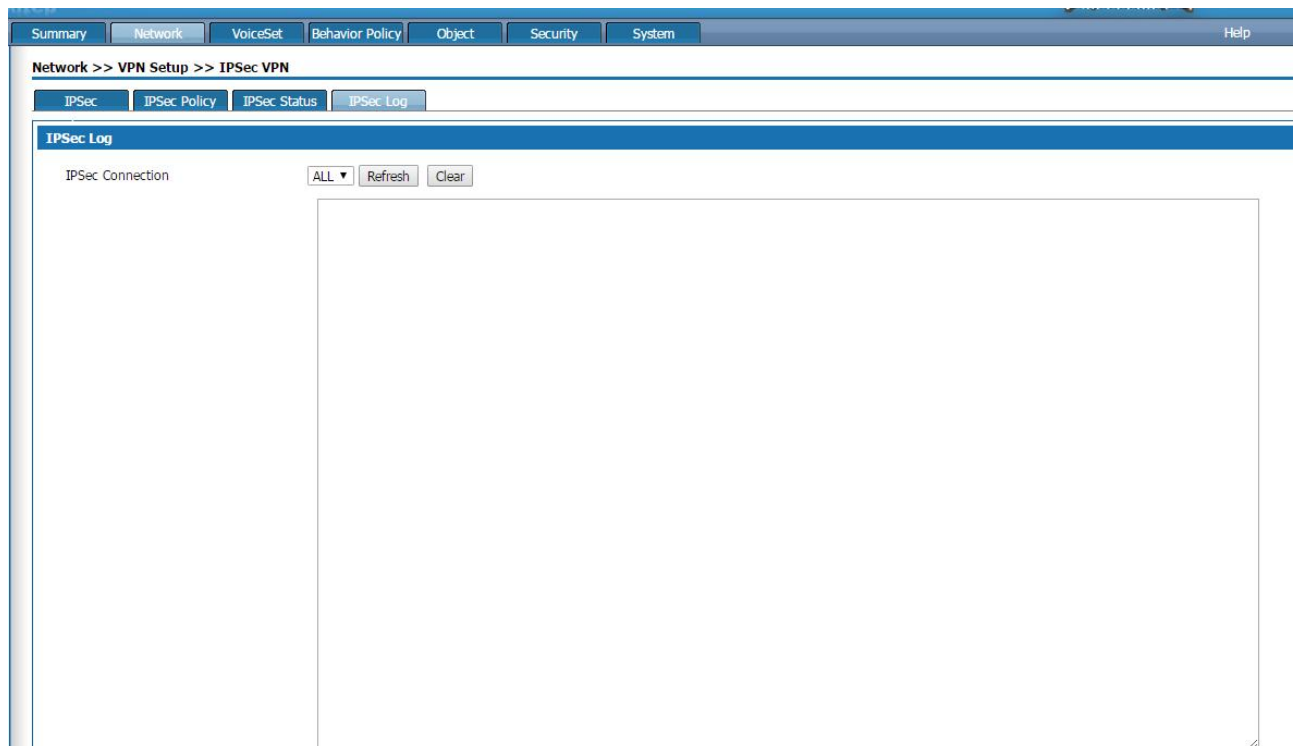 Summary Network VoiceSet Behavior Policy Object Security System Help
Network >> VPN Setup >> IPSec VPN
IPSec IPSec Policy IPSec Status IPSec Log
IPSec Log
IPSec Connection ALL Refresh Clear